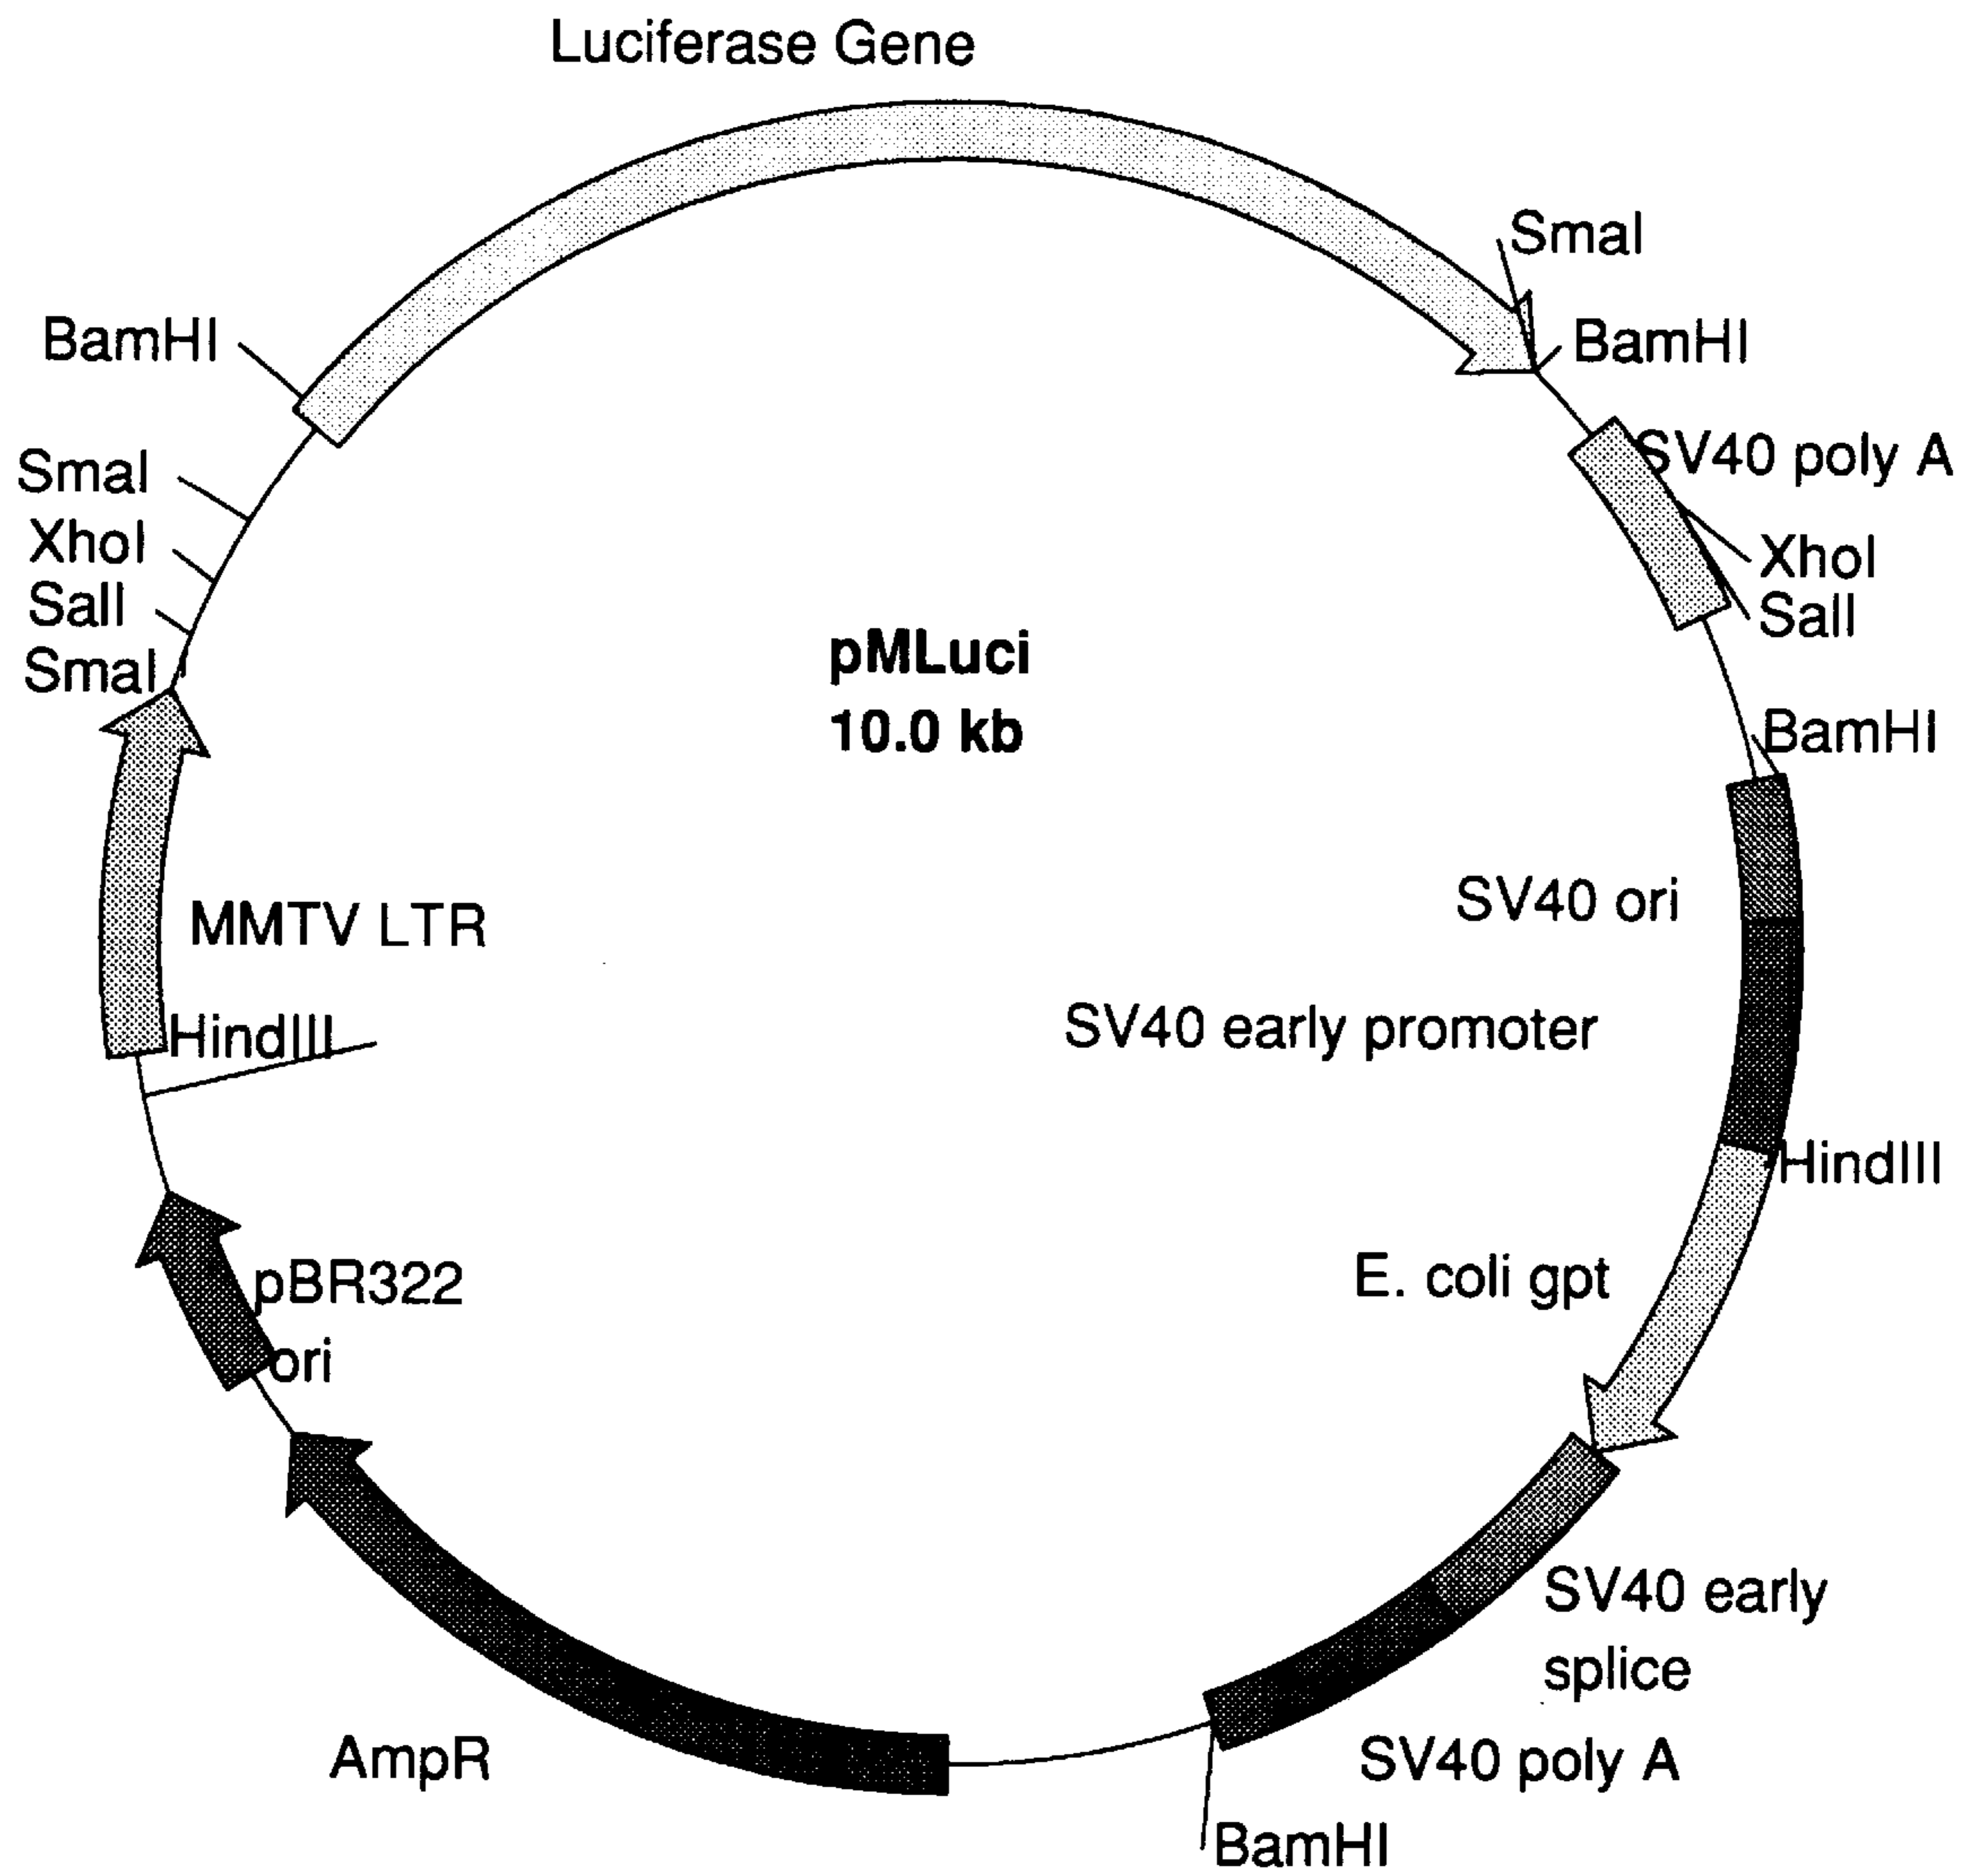 Luciferase Gene
SmaI
BamHI
BamHI
SV40 poly A
SmaI
XhoI
XhoI
SalI
SalI
pMLuci
SmaI
10.0 kb
BamHI
SV40 ori
MMTV LTR
SV40 early promoter
HindIII
HindIII
E. coli gpt
pBR322
ori
SV40 early
splice
AmpR
SV40 poly A
BamHI